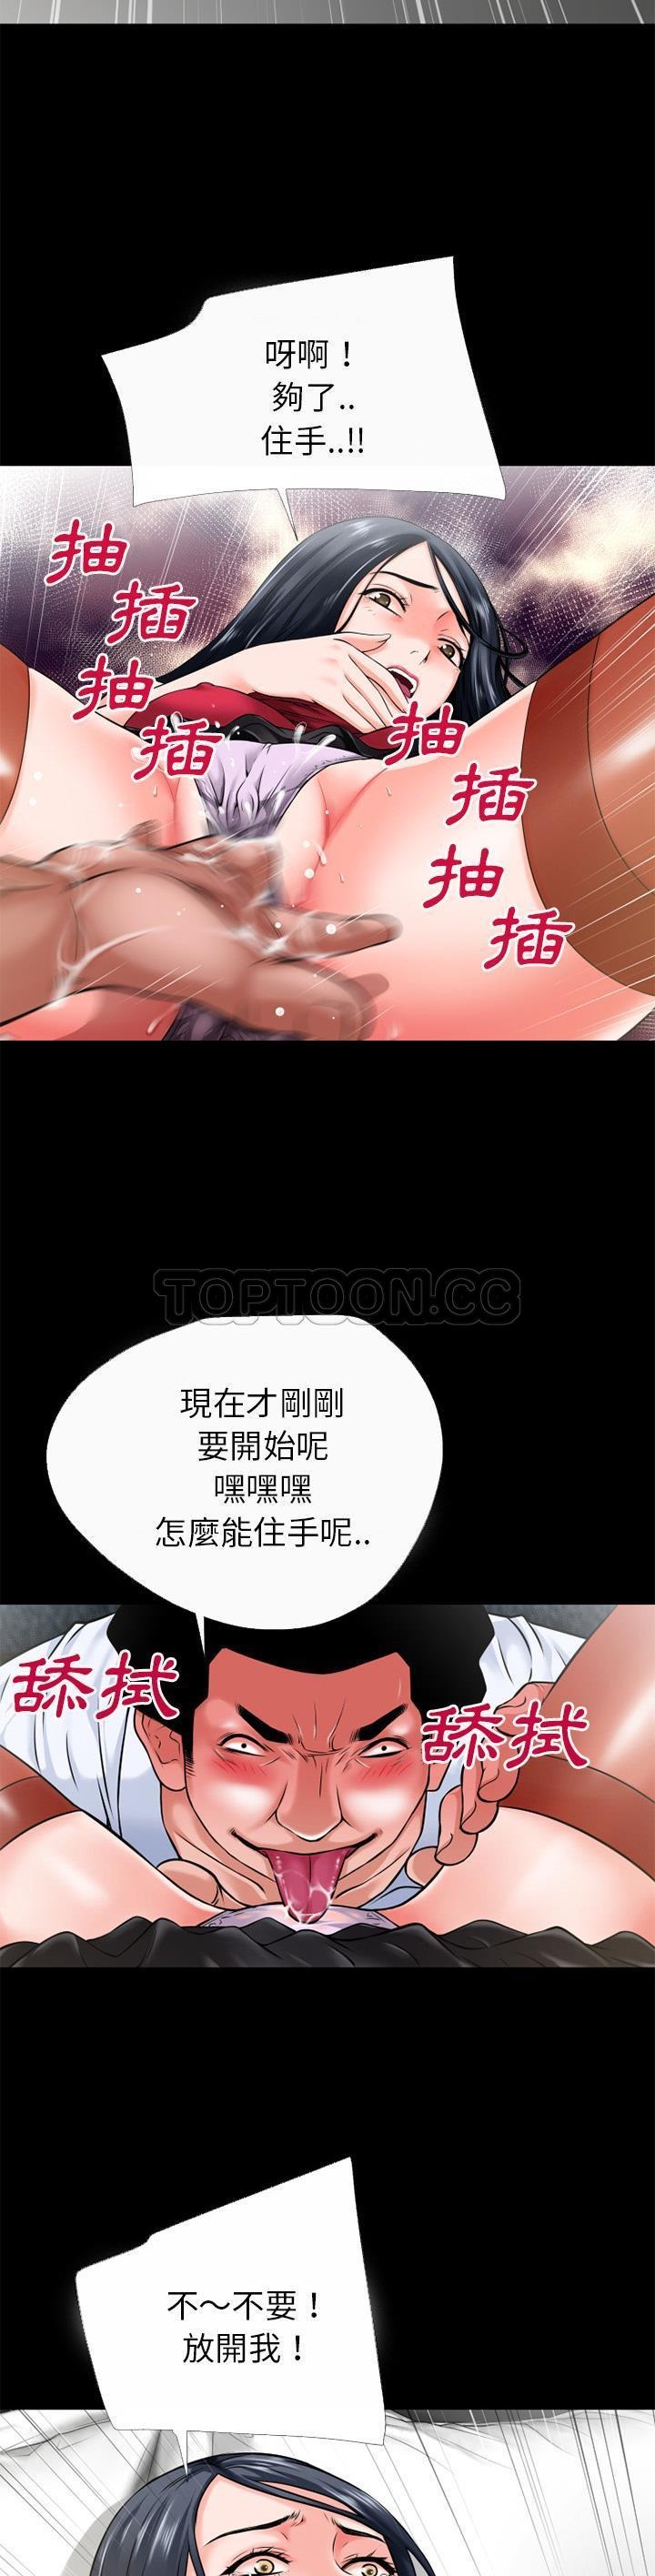 呀啊！
夠了..
住手..!!
抽
插
抽
插
抽
插
抽
插
TOPTOON.CC
現在才剛剛
要開始呢
嘿嘿嘿
怎麼能住手呢..
舔拭
舔拭
不～不要！
放開我！